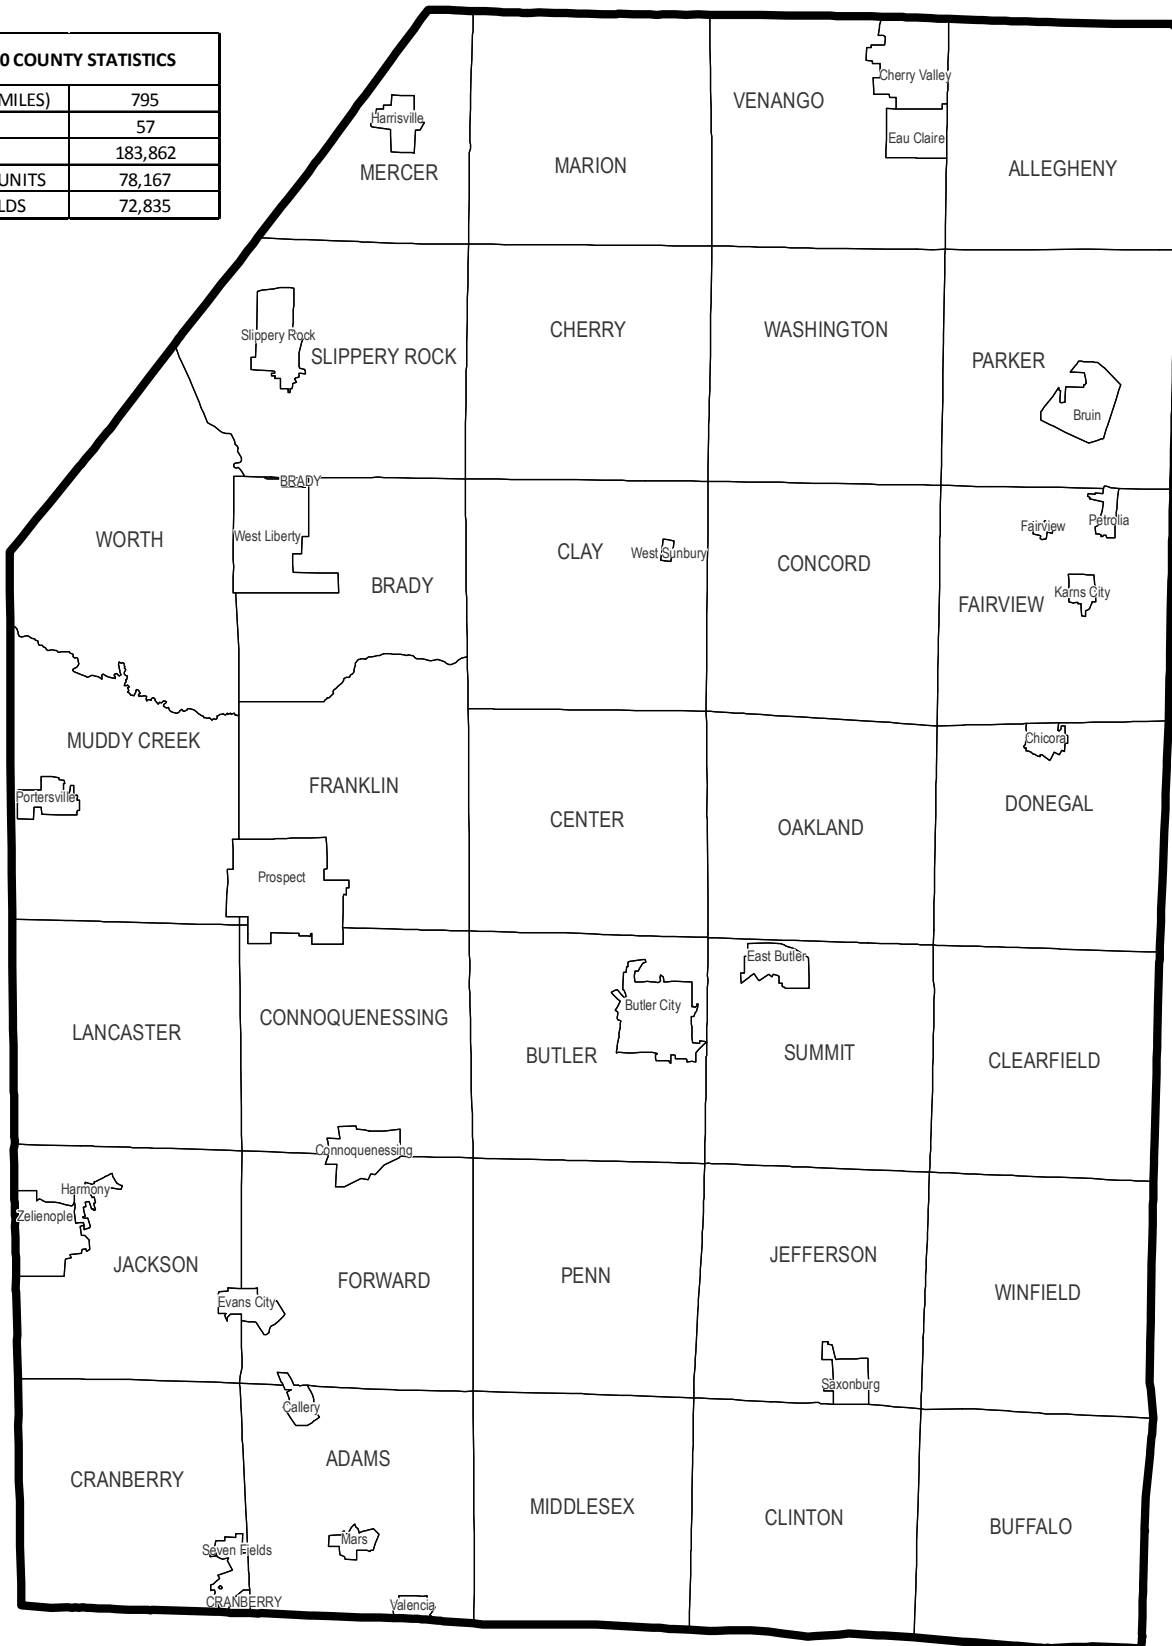 0 COUNTY STATISTICS
MILES) 795
57
183,862
UNITS 78,167
LDS 72,835
Cherry Valley
VENANGO
Harrisville
Eau Claire
MERCER
MARION
ALLEGHENY
Slippery Rock
SLIPPERY ROCK
CHERRY
WASHINGTON
PARKER
Bruin
BRADY
WORTH
West Liberty
BRADY
CLAY
West Sunbury
CONCORD
Fairview
Petrolia
FAIRVIEW
Karns City
MUDDY CREEK
Portersville
FRANKLIN
Prospect
CENTER
OAKLAND
Chicora
DONEGAL
LANCASTER
CONNOQUENESSING
BUTLER
Butler City
East Butler
SUMMIT
CLEARFIELD
Connoquenessing
Harmony
Zelienople
JACKSON
Evans City
FORWARD
PENN
JEFFERSON
WINFIELD
Saxonburg
Callery
CRANBERRY
ADAMS
MIDDLESEX
CLINTON
BUFFALO
Seven Fields
Mars
CRANBERRY
Valencia